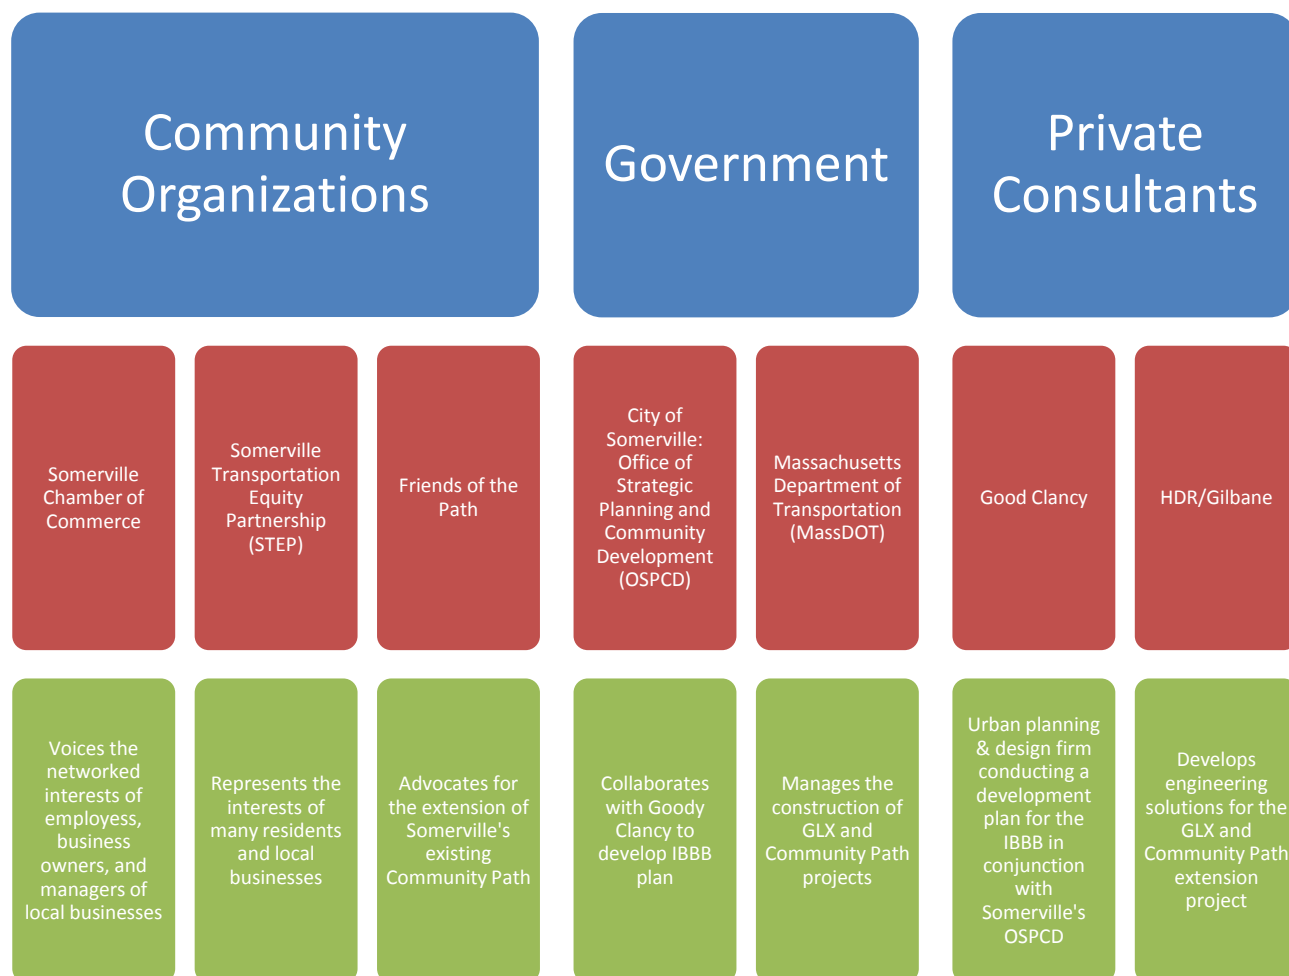 Community
Organizations
Government
Private
Consultants
Somerville
Chamber of
Commerce
Somerville
Transportation
Equity
Partnership
(STEP)
Friends of the
Path
City of
Somerville:
Office of
Strategic
Planning and
Community
Development
(OSPCD)
Massachusetts
Department of
Transportation
(MassDOT)
Good Clancy
HDR/Gilbane
Voices the
networked
interests of
employess,
business
owners, and
managers of
local businesses
Represents the
interests of
many residents
and local
businesses
Advocates for
the extension of
Somerville's
existing
Community Path
Collaborates
with Goody
Clancy to
develop IBBB
plan
Manages the
construction of
GLX and
Community Path
projects
Urban planning
& design firm
conducting a
development
plan for the
IBBB in
conjunction
with
Somerville's
OSPCD
Develops
engineering
solutions for the
GLX and
Community Path
extension
project